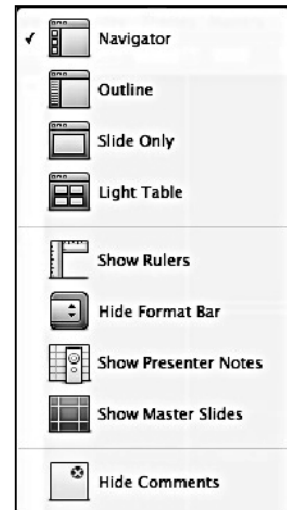 Navigator
Outline
Slide Only
Light Table
Show Rulers
Hide Format Bar
Show Presenter Notes
Show Master Slides
Hide Comments